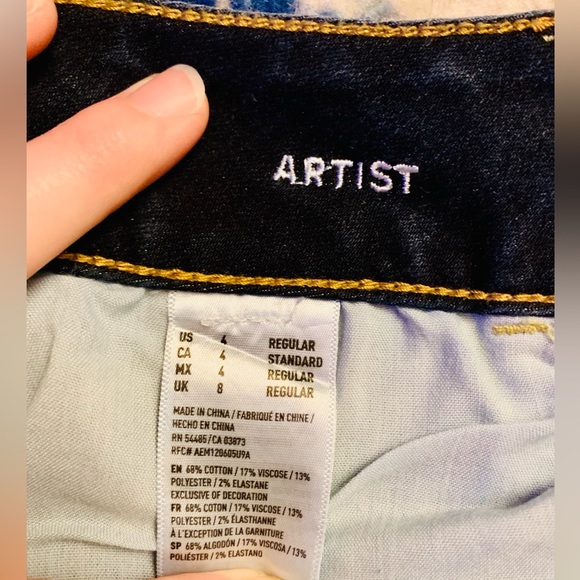 ARTIST
US 4 REGULAR
CA 4 STANDARD
MX 4 REGULAR
UK 8 REGULAR
MADE IN CHINA / FABRIQUÉ EN CHINE /
HECHO EN CHINA
RN 54485 / CA 03873
RFC# AEM120605U9A
EN 68% COTTON / 17% VISCOSE / 13%
POLYESTER / 2% ELASTANE
EXCLUSIVE OF DECORATION
FR 68% COTON / 17% VISCOSE / 13%
POLYESTER / 2% ÉLASTHANNE
À L'EXCEPTION DE LA GARNITURE
SP 68% ALGODÓN / 17% VISCOSA / 13%
POLIÉSTER / 2% ELASTANO